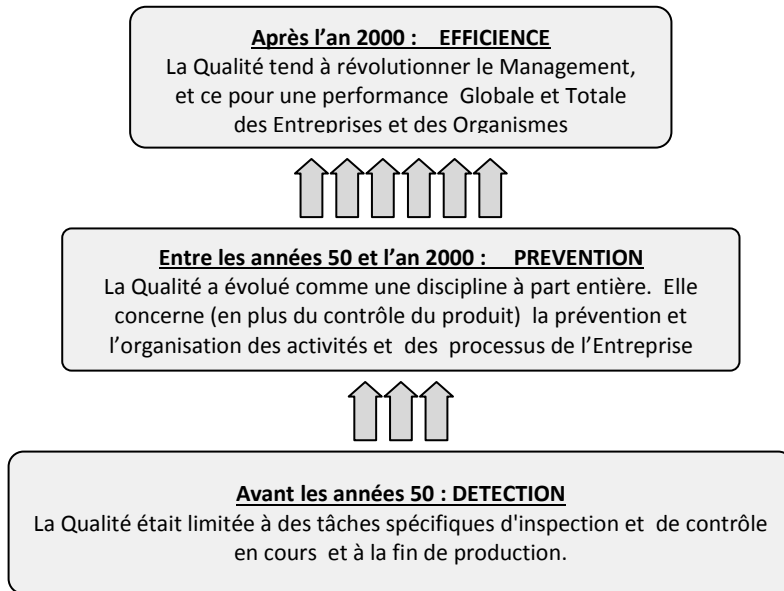 Après l’an 2000 : EFFICIENCE
La Qualité tend à révolutionner le Management,
et ce pour une performance Globale et Totale
des Entreprises et des Organismes
Entre les années 50 et l’an 2000 : PREVENTION
La Qualité a évolué comme une discipline à part entière. Elle
concerne (en plus du contrôle du produit) la prévention et
l’organisation des activités et des processus de l’Entreprise
Avant les années 50 : DETECTION
La Qualité était limitée à des tâches spécifiques d'inspection et de contrôle
en cours et à la fin de production.